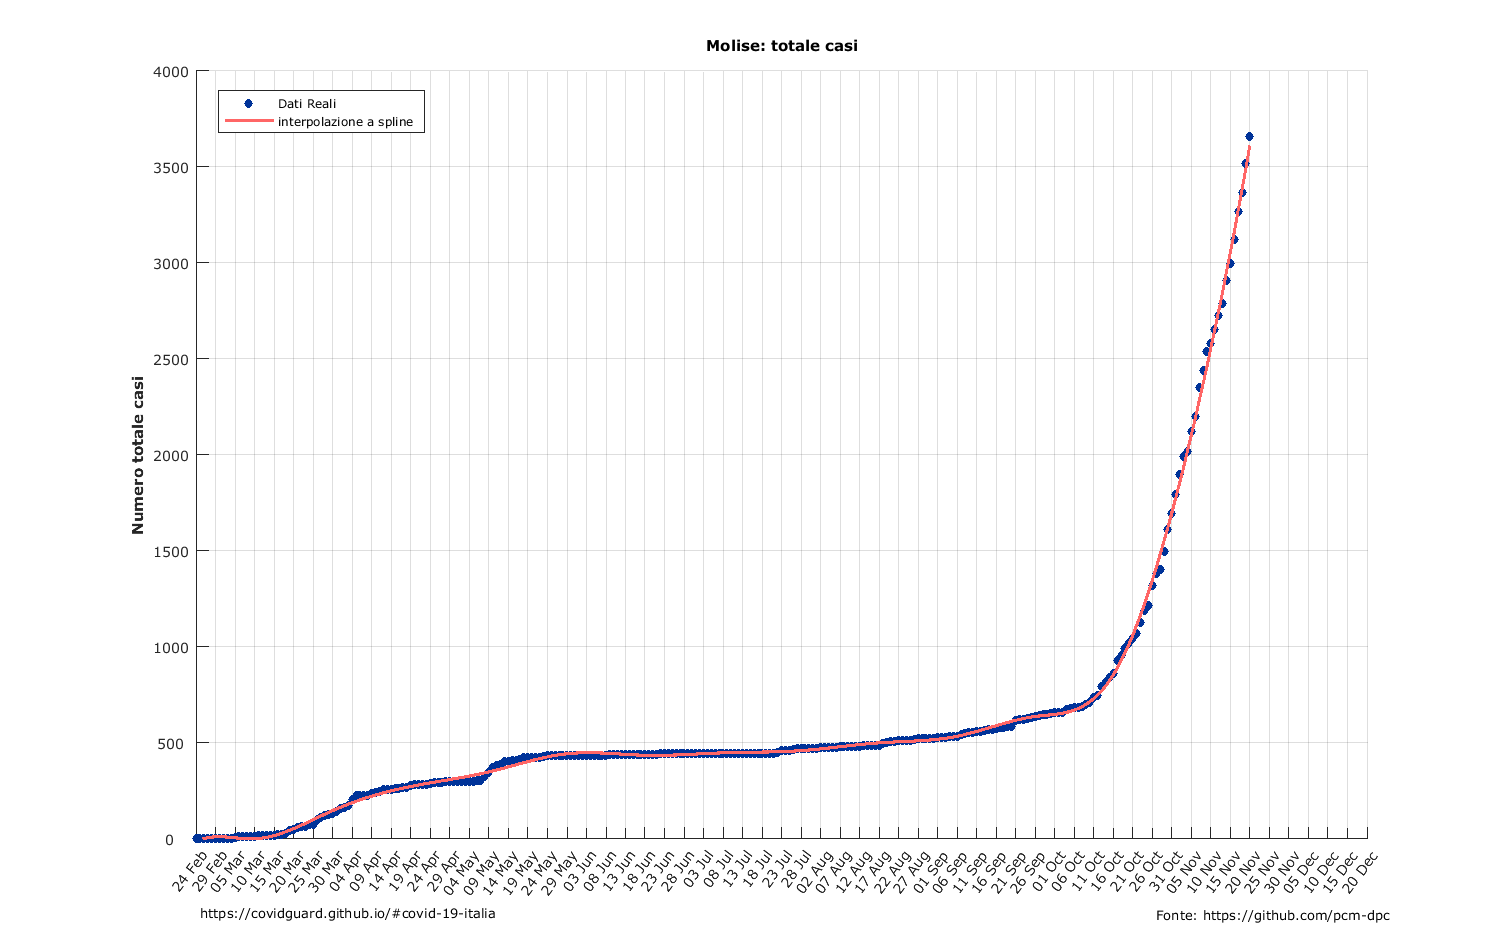 Molise: totale casi
Dati Reali
interpolazione a spline
Numero totale casi
4000
3500
3000
2500
2000
1500
1000
500
0
24 Feb
29 Feb
05 Mar
10 Mar
15 Mar
20 Mar
25 Mar
30 Mar
04 Apr
09 Apr
14 Apr
19 Apr
24 Apr
29 Apr
04 May
09 May
14 May
19 May
24 May
29 May
03 Jun
08 Jun
13 Jun
18 Jun
23 Jun
28 Jun
03 Jul
08 Jul
13 Jul
18 Jul
23 Jul
28 Jul
02 Aug
07 Aug
12 Aug
17 Aug
22 Aug
27 Aug
01 Sep
06 Sep
11 Sep
16 Sep
21 Sep
26 Sep
01 Oct
06 Oct
11 Oct
16 Oct
21 Oct
26 Oct
31 Oct
05 Nov
10 Nov
15 Nov
20 Nov
25 Nov
30 Nov
05 Dec
10 Dec
15 Dec
20 Dec
https://covidguard.github.io/#covid-19-italia
Fonte: https://github.com/pcm-dpc